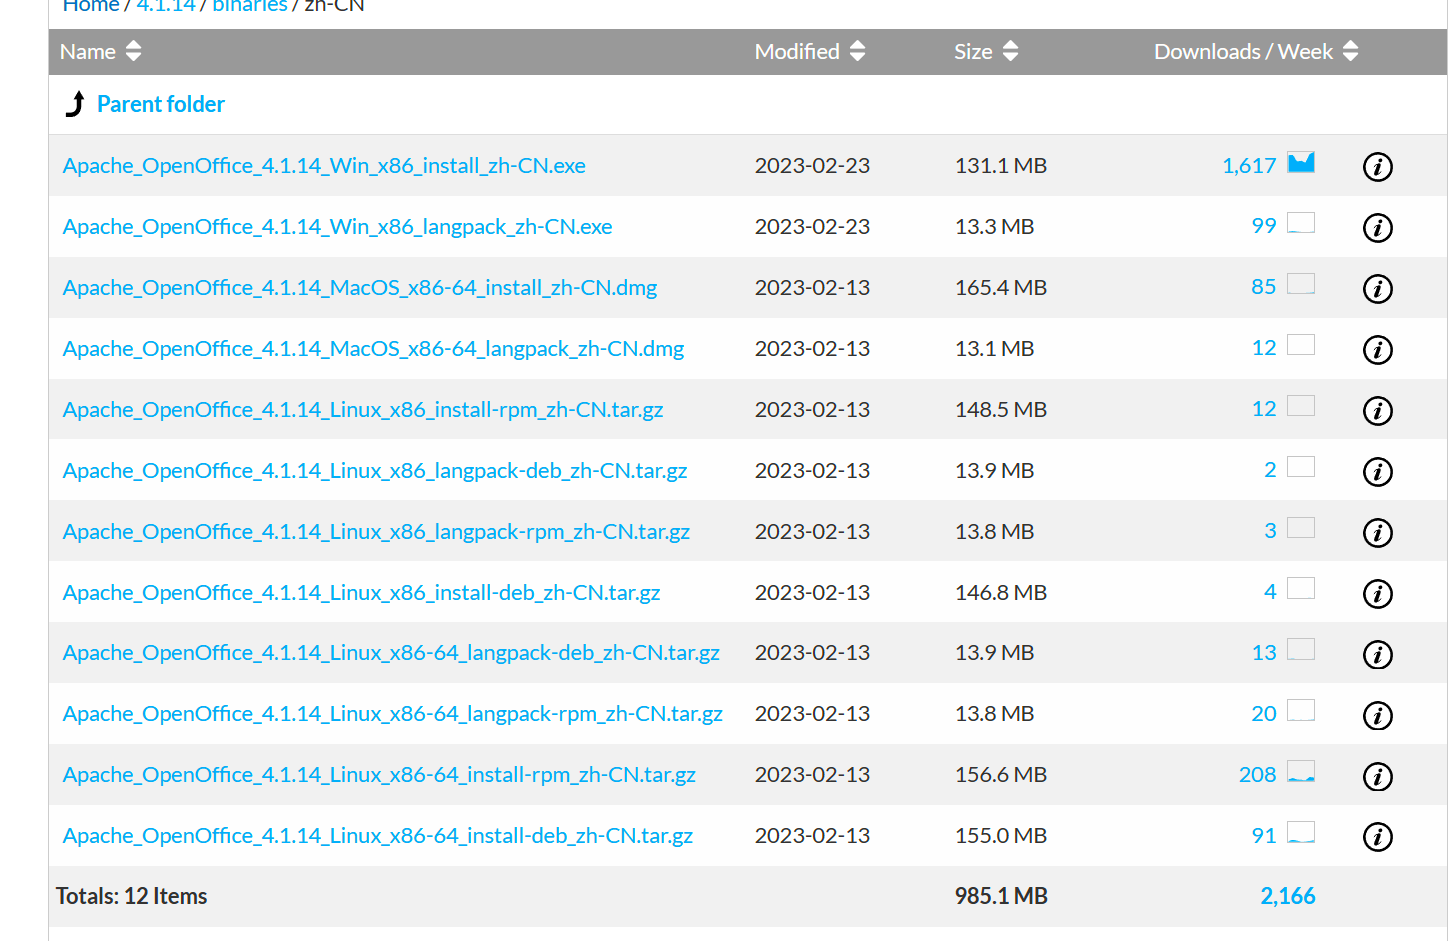 Home / 4.1.14 / binaries / zh-CN
Name Modified Size Downloads / Week
Parent folder
Apache_OpenOffice_4.1.14_Win_x86_install_zh-CN.exe 2023-02-23 131.1 MB 1,617
Apache_OpenOffice_4.1.14_Win_x86_langpack_zh-CN.exe 2023-02-23 13.3 MB 99
Apache_OpenOffice_4.1.14_MacOS_x86-64_install_zh-CN.dmg 2023-02-13 165.4 MB 85
Apache_OpenOffice_4.1.14_MacOS_x86-64_langpack_zh-CN.dmg 2023-02-13 13.1 MB 12
Apache_OpenOffice_4.1.14_Linux_x86_install-rpm_zh-CN.tar.gz 2023-02-13 148.5 MB 12
Apache_OpenOffice_4.1.14_Linux_x86_langpack-deb_zh-CN.tar.gz 2023-02-13 13.9 MB 2
Apache_OpenOffice_4.1.14_Linux_x86_langpack-rpm_zh-CN.tar.gz 2023-02-13 13.8 MB 3
Apache_OpenOffice_4.1.14_Linux_x86_install-deb_zh-CN.tar.gz 2023-02-13 146.8 MB 4
Apache_OpenOffice_4.1.14_Linux_x86-64_langpack-deb_zh-CN.tar.gz 2023-02-13 13.9 MB 13
Apache_OpenOffice_4.1.14_Linux_x86-64_langpack-rpm_zh-CN.tar.gz 2023-02-13 13.8 MB 20
Apache_OpenOffice_4.1.14_Linux_x86-64_install-rpm_zh-CN.tar.gz 2023-02-13 156.6 MB 208
Apache_OpenOffice_4.1.14_Linux_x86-64_install-deb_zh-CN.tar.gz 2023-02-13 155.0 MB 91
Totals: 12 Items 985.1 MB 2,166